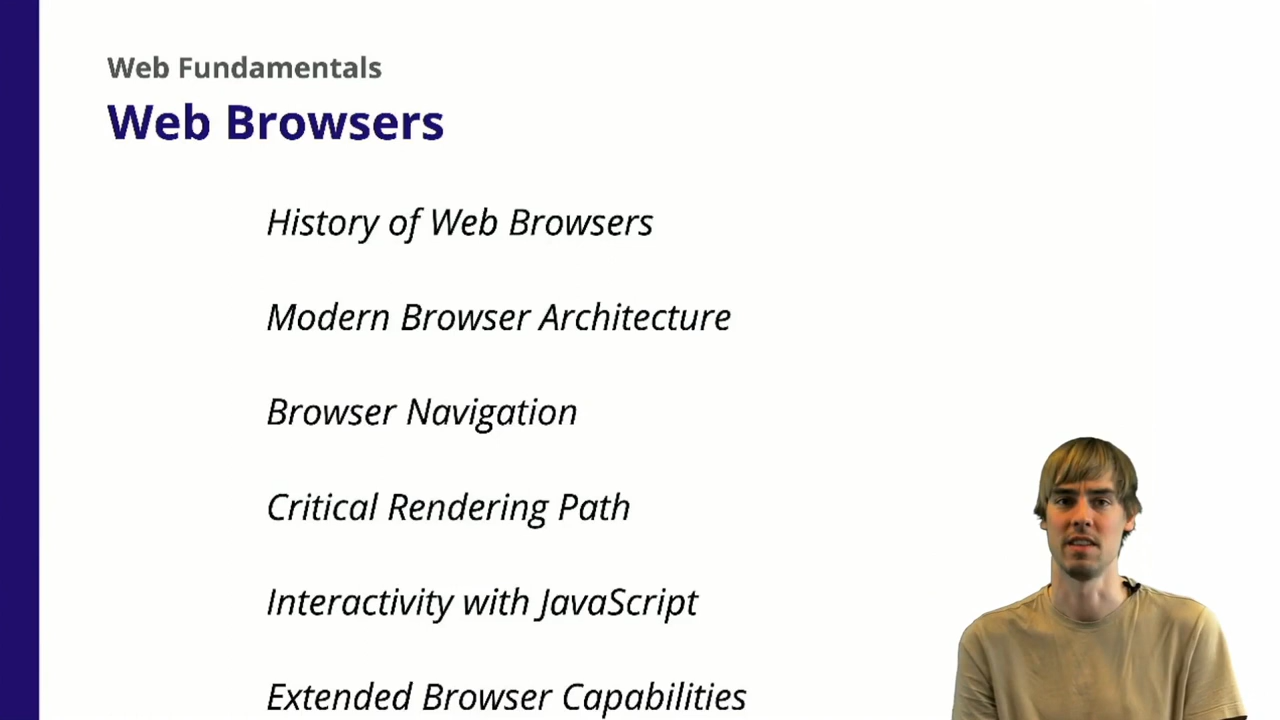 Web Fundamentals
Web Browsers
History of Web Browsers
Modern Browser Architecture
Browser Navigation
Critical Rendering Path
Interactivity with JavaScript
Extended Browser Capabilities